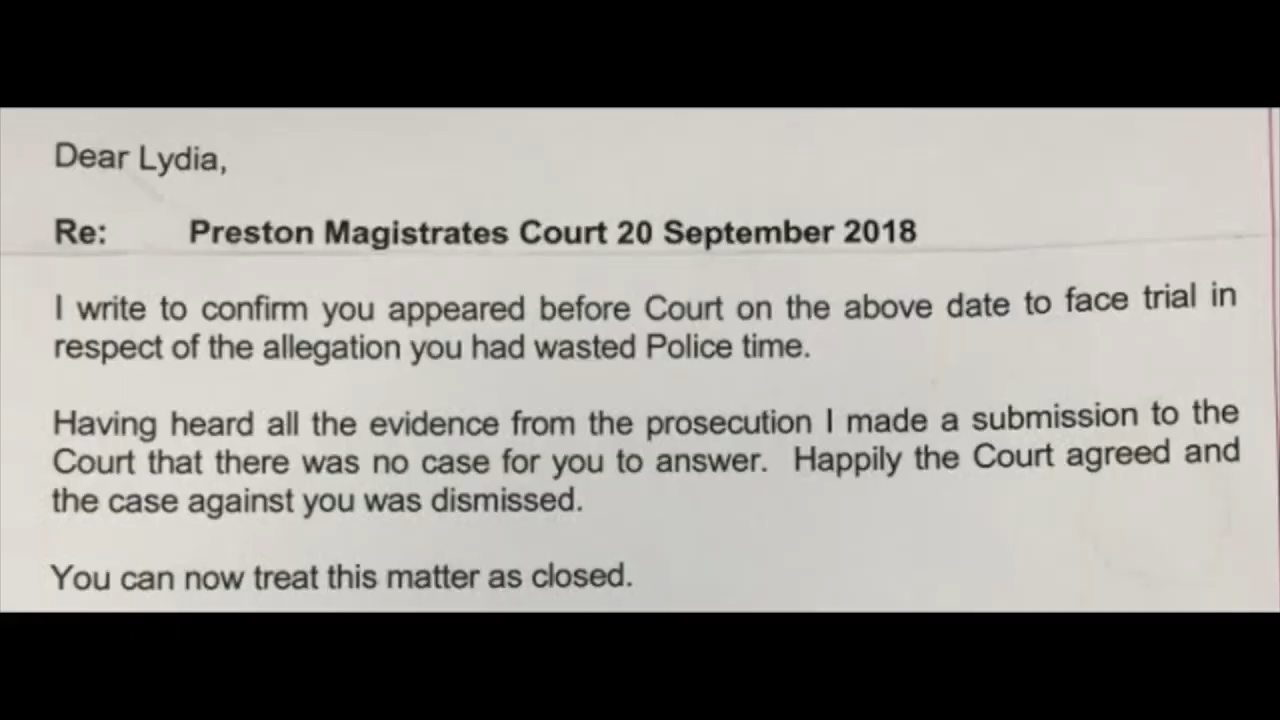 Dear Lydia,
Re: Preston Magistrates Court 20 September 2018
I write to confirm you appeared before Court on the above date to face trial in
respect of the allegation you had wasted Police time.
Having heard all the evidence from the prosecution I made a submission to the
Court that there was no case for you to answer. Happily the Court agreed and
the case against you was dismissed.
You can now treat this matter as closed.